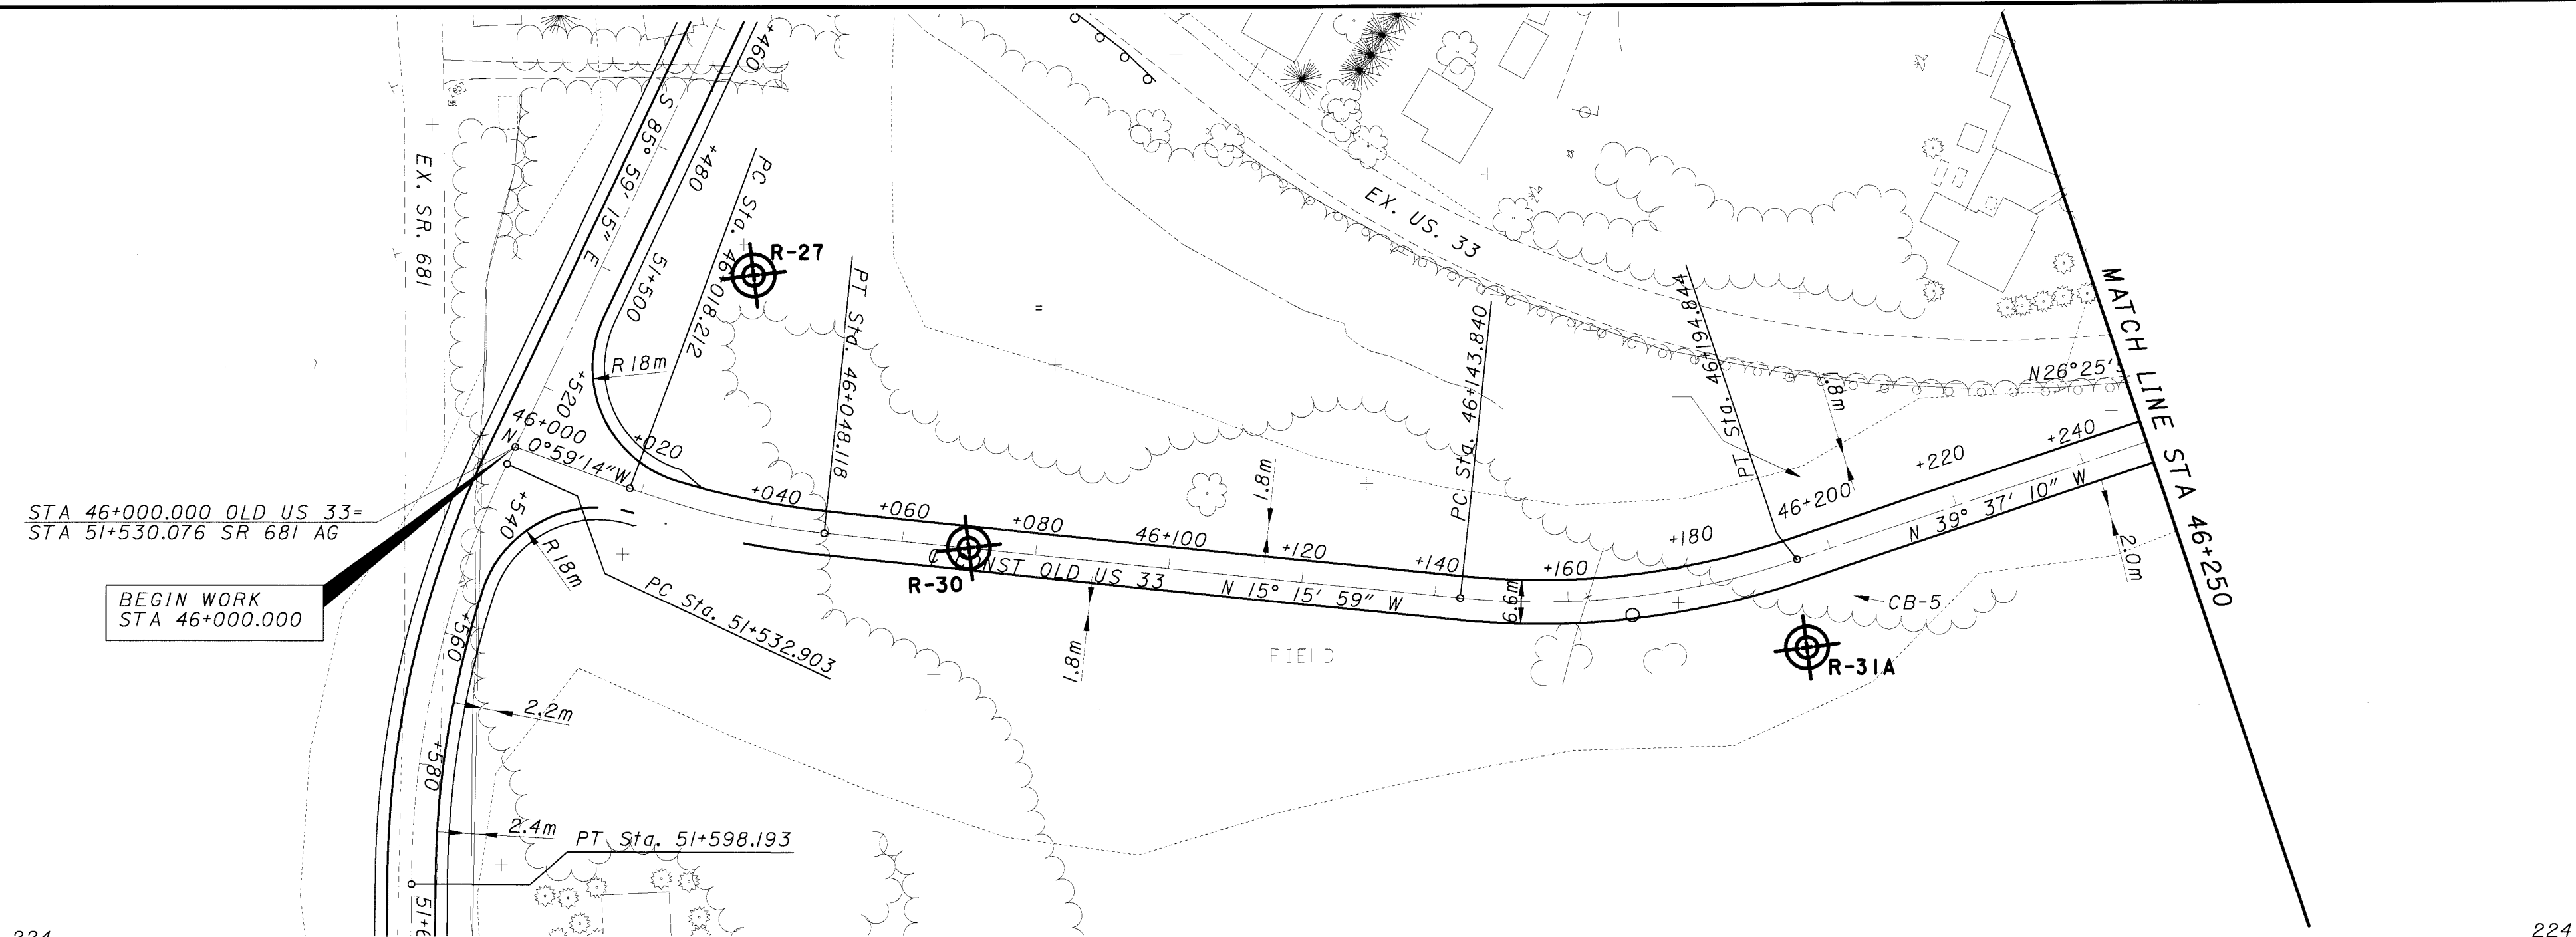 +460
S 85° 59' 15" E
+480
51+500
EX. SR. 681
PC Sta. 46+018.212
R-27
R 18m
+520
PT Sta. 46+048.118
EX. US. 33
PC Sta. 46+143.840
PT Sta. 46+194.844
1.8m
N26°25'
MATCH LINE STA 46+250
46+000
N 0°59'14"W
+020
+040
+060
+080
46+100
+120
+140
+160
+180
46+200
+220
+240
1.8m
STA 46+000.000 OLD US 33=
STA 51+530.076 SR 681 AG
BEGIN WORK
STA 46+000.000
+540
R18m
PC Sta. 51+532.903
R-30
NST OLD US 33
N 15° 15' 59" W
6.6m
N 39° 37' 10" W
2.0m
CB-5
R-31A
FIELD
1.8m
+560
2.2m
+580
2.4m
PT Sta. 51+598.193
51+6
224
224